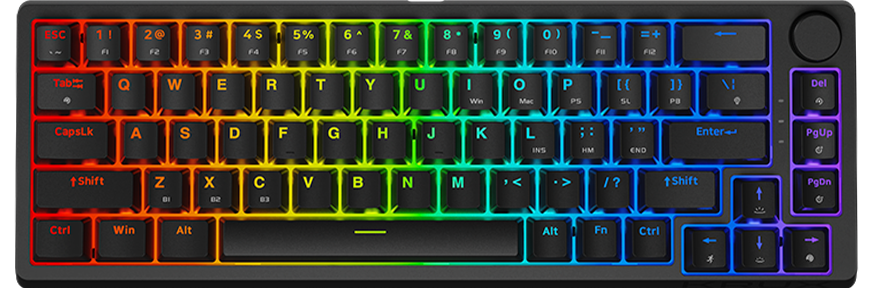 ESC 1 ! 2 @ 3 # 4 $ 5 % 6 ^ 7 & 8 * 9 ( 0 ) - _ = +
F1 F2 F3 F4 F5 F6 F7 F8 F9 F10 F11 F12
Tab Q W E R T Y U I O P [ { ] } \ | Del
Win Mac PS SL PB
CapsLk A S D F G H J K L ; : ' " Enter PgUp
INS HM END
Shift Z X C V B N M , < . > / ? Shift PgDn
B1 B2 B3
Ctrl Win Alt Alt Fn Ctrl